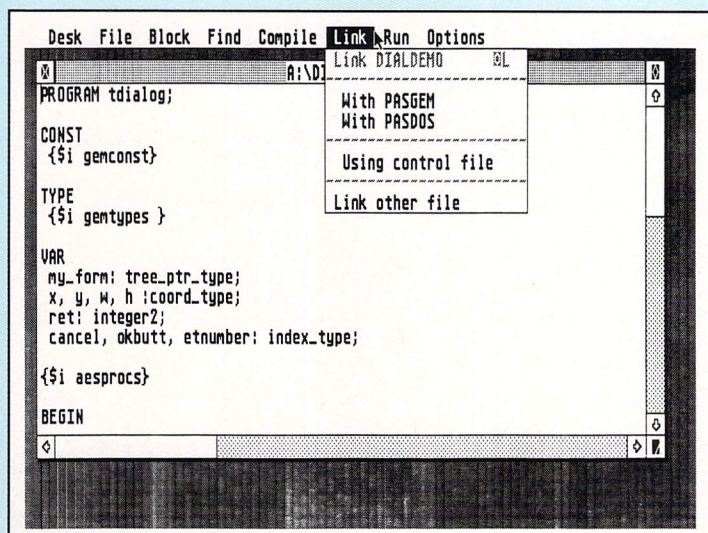 Desk File Block Find Compile Link Run Options
Link DIALDEMO L
With PASGEM
With PASDOS
Using control file
Link other file
A:\DI
PROGRAM tdialog;
CONST
{$i gemconst}
TYPE
{$i gemtypes }
VAR
my_form: tree_ptr_type;
x, y, w, h :coord_type;
ret: integer2;
cancel, okbutt, etnumber: index_type;
{$i aesprocs}
BEGIN